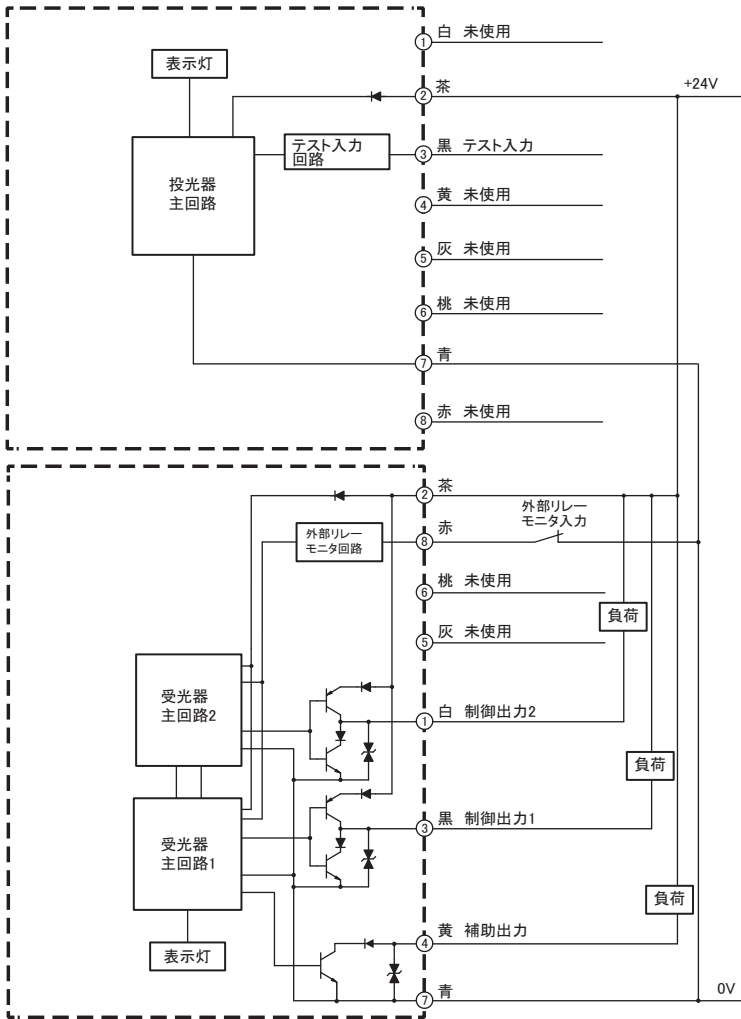 ① 白 未使用
表示灯
② 茶
+24V
テスト入力
回路
③ 黒 テスト入力
投光器
主回路
④ 黄 未使用
⑤ 灰 未使用
⑥ 桃 未使用
⑦ 青
⑧ 赤 未使用
② 茶
外部リレー
モニタ入力
外部リレー
モニタ回路
⑧ 赤
⑥ 桃 未使用
負荷
⑤ 灰 未使用
受光器
主回路2
① 白 制御出力2
負荷
③ 黒 制御出力1
受光器
主回路1
負荷
④ 黄 補助出力
表示灯
⑦ 青
0V